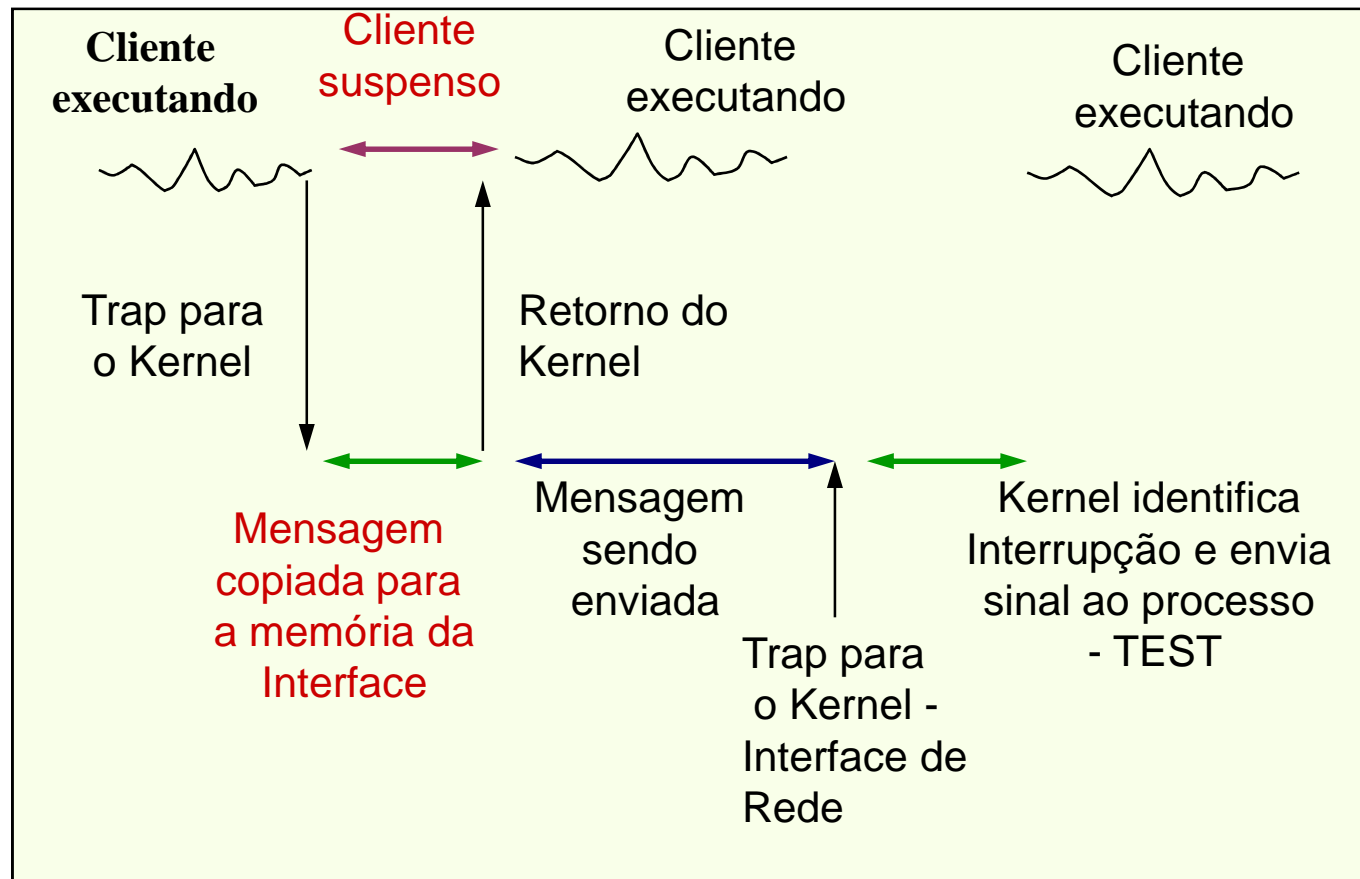 Cliente
executando
Cliente
suspenso
Cliente
executando
Cliente
executando
Trap para
o Kernel
Retorno do
Kernel
Mensagem
copiada para
a memória da
Interface
Mensagem
sendo
enviada
Trap para
o Kernel -
Interface de
Rede
Kernel identifica
Interrupção e envia
sinal ao processo
- TEST